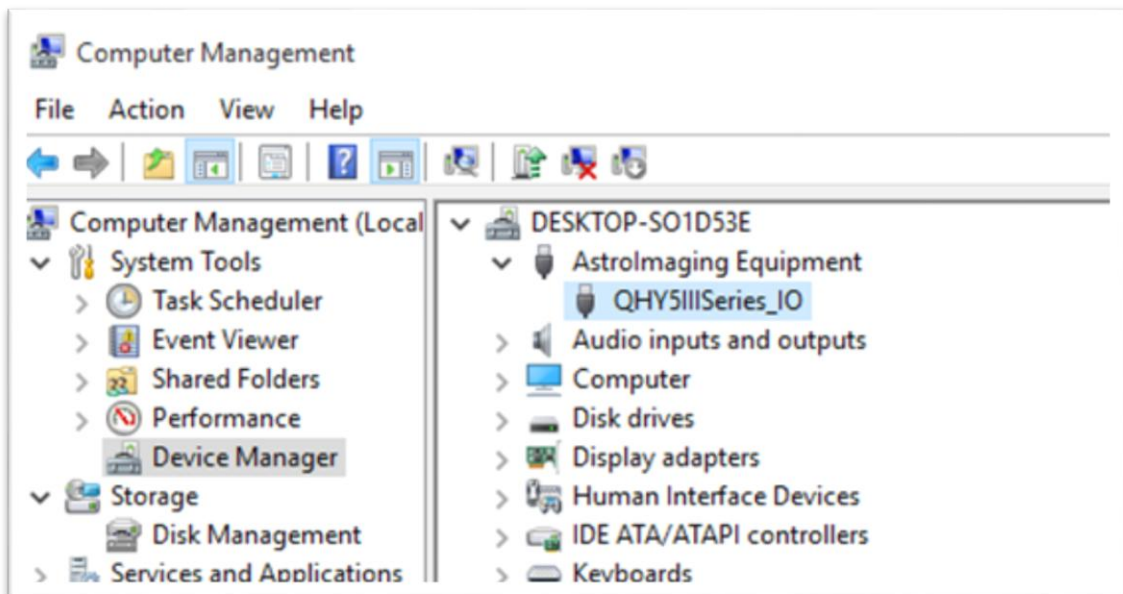 Computer Management
File Action View Help
Computer Management (Local
System Tools
Task Scheduler
Event Viewer
Shared Folders
Performance
Device Manager
Storage
Disk Management
Services and Applications
DESKTOP-SO1D53E
AstroImaging Equipment
QHY5IIISeries_IO
Audio inputs and outputs
Computer
Disk drives
Display adapters
Human Interface Devices
IDE ATA/ATAPI controllers
Keyboards